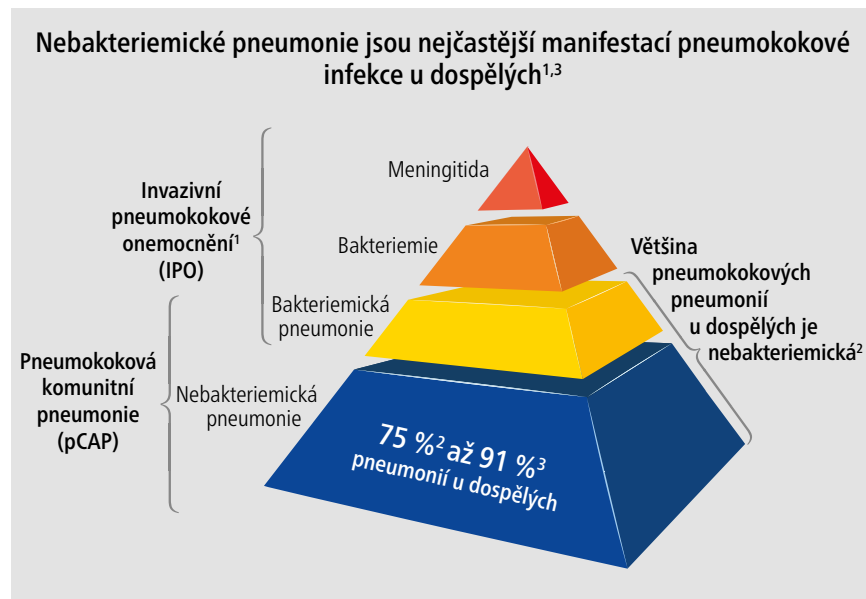 Nebakteriemické pneumonie jsou nejčastější manifestací pneumokokové
infekce u dospělých1,3
Meningitida
Invazivní
pneumokokové
onemocnění1
(IPO)
Bakteriemie
Většina
pneumokokových
pneumonií
u dospělých je
nebakteriemická2
Bakteriemická
pneumonie
Pneumokoková
komunitní
pneumonie
(pCAP)
Nebakteriemická
pneumonie
75 %2 až 91 %3
pneumonií u dospělých